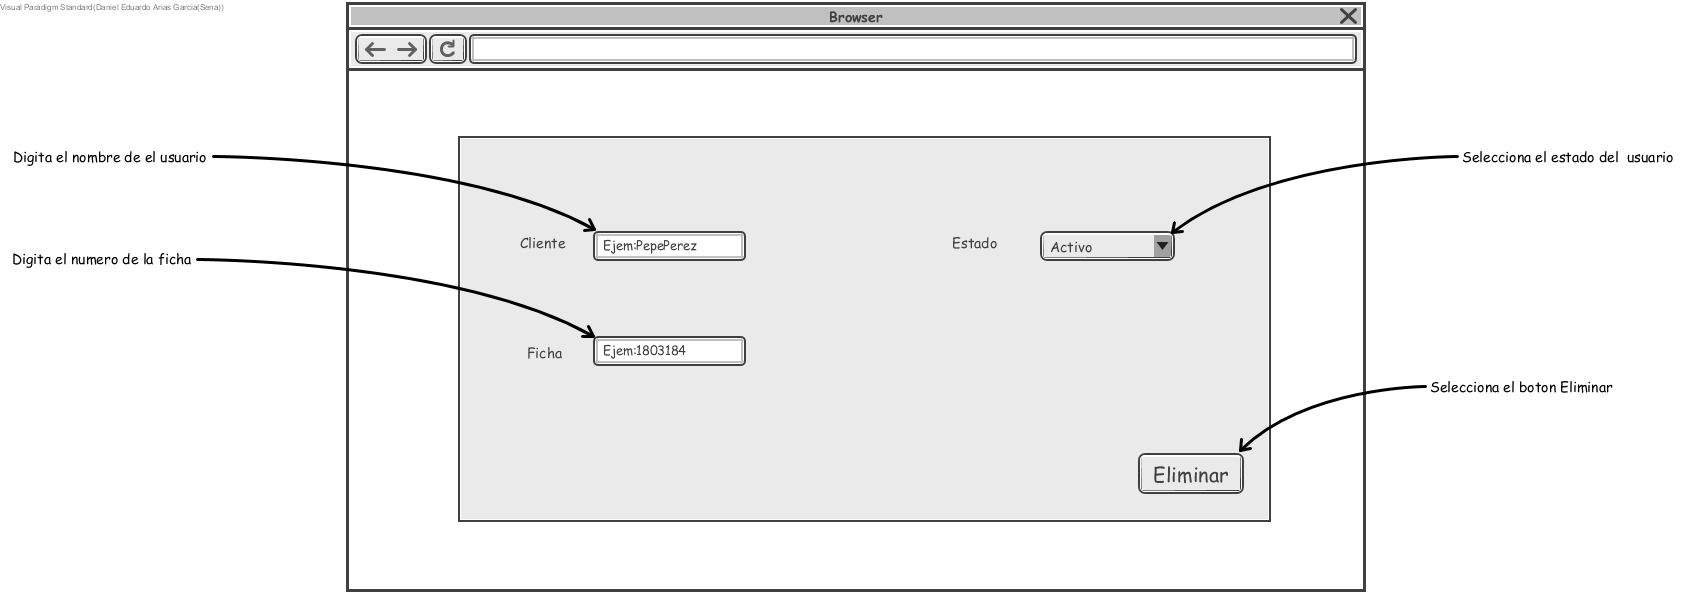 Visual Paradigm Standard(Daniel Eduardo Arias Garcia(Sena))
Browser
Digita el nombre de el usuario
Selecciona el estado del  usuario
Cliente
Ejem:PepePerez
Estado
Activo
Digita el numero de la ficha
Ficha
Ejem:1803184
Selecciona el boton Eliminar
Eliminar